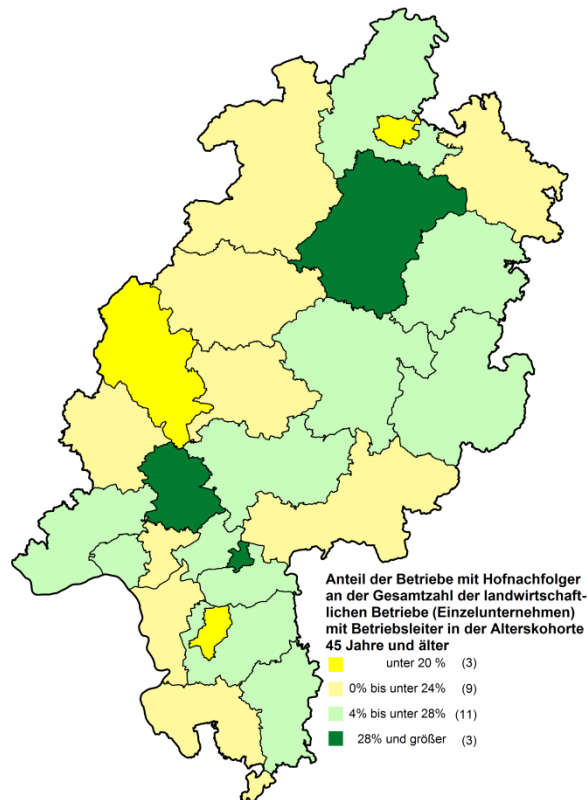 Anteil der Betriebe mit Hofnachfolger
an der Gesamtzahl der landwirtschaft-
lichen Betriebe (Einzelunternehmen)
mit Betriebsleiter in der Alterskohorte
45 Jahre und älter
unter 20 % (3)
0% bis unter 24% (9)
4% bis unter 28% (11)
28% und größer (3)